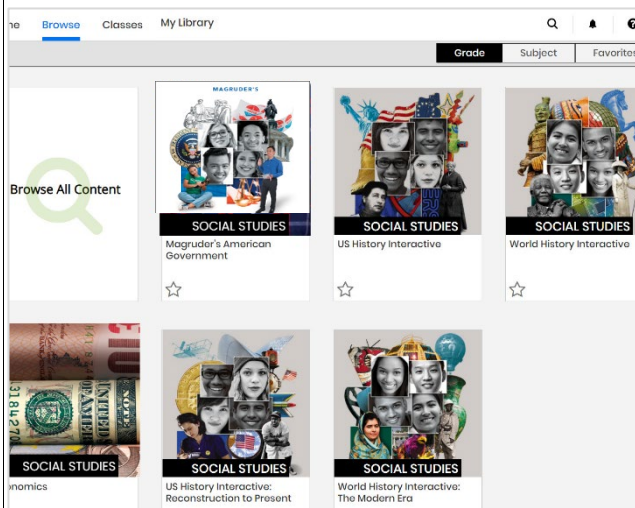 Browse Classes My Library
Grade Subject Favorites
Browse All Content
MAGRUDER'S
SOCIAL STUDIES
Magruder's American
Government
SOCIAL STUDIES
US History Interactive
SOCIAL STUDIES
World History Interactive
SOCIAL STUDIES
SOCIAL STUDIES
US History Interactive:
Reconstruction to Present
SOCIAL STUDIES
World History Interactive:
The Modern Era